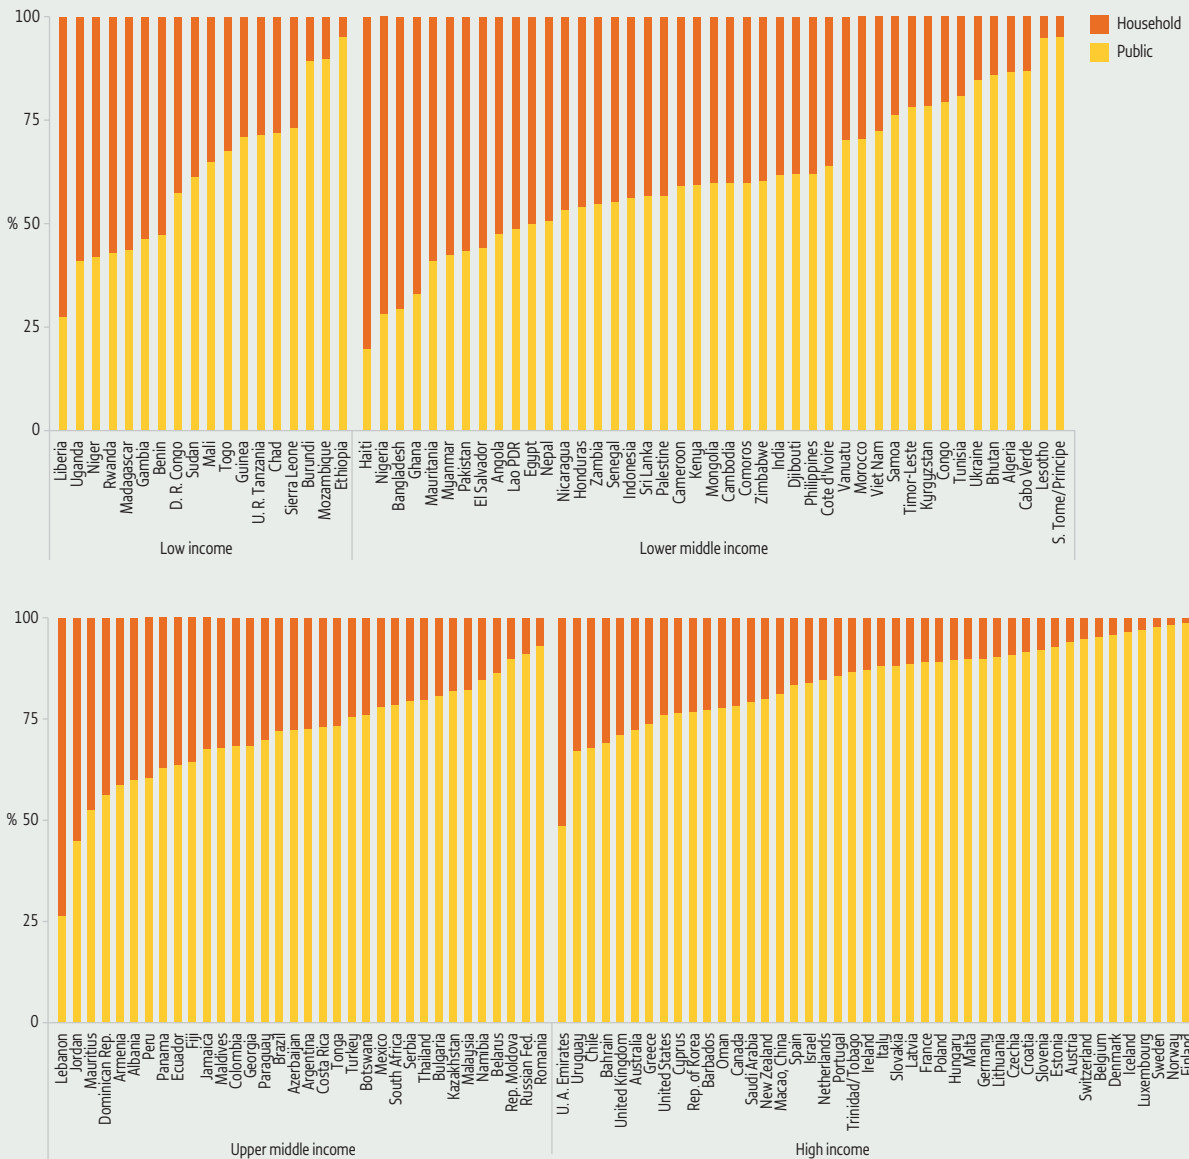 100
75
% 50
25
0
Household
Public
Liberia
Uganda
Niger
Rwanda
Madagascar
Gambia
Benin
D. R. Congo
Sudan
Mali
Togo
Guinea
U. R. Tanzania
Chad
Sierra Leone
Burundi
Mozambique
Ethiopia
Haiti
Nigeria
Bangladesh
Ghana
Mauritania
Myanmar
Pakistan
El Salvador
Angola
Lao PDR
Egypt
Nepal
Nicaragua
Honduras
Zambia
Senegal
Indonesia
Sri Lanka
Palestine
Cameroon
Kenya
Mongolia
Cambodia
Comoros
Zimbabwe
India
Djibouti
Philippines
Cote d'Ivoire
Vanuatu
Morocco
Viet Nam
Samoa
Timor-Leste
Kyrgyzstan
Congo
Tunisia
Ukraine
Bhutan
Algeria
Cabo Verde
Lesotho
S. Tome/Principe
Low income
Lower middle income
100
75
% 50
25
0
Lebanon
Jordan
Mauritius
Dominican Rep.
Armenia
Albania
Peru
Panama
Ecuador
Fiji
Jamaica
Maldives
Colombia
Georgia
Paraguay
Brazil
Azerbaijan
Argentina
Costa Rica
Tonga
Turkey
Botswana
Mexico
South Africa
Serbia
Thailand
Bulgaria
Kazakhstan
Malaysia
Namibia
Belarus
Rep. Moldova
Russian Fed.
Romania
U. A. Emirates
Uruguay
Chile
Bahrain
United Kingdom
Australia
Greece
United States
Cyprus
Rep. of Korea
Barbados
Oman
Canada
Saudi Arabia
New Zealand
Macao, China
Spain
Israel
Netherlands
Portugal
Trinidad/Tobago
Ireland
Italy
Slovakia
Latvia
France
Poland
Hungary
Malta
Germany
Lithuania
Czechia
Croatia
Slovenia
Estonia
Austria
Switzerland
Belgium
Denmark
Iceland
Luxembourg
Sweden
Norway
Finland
Upper middle income
High income